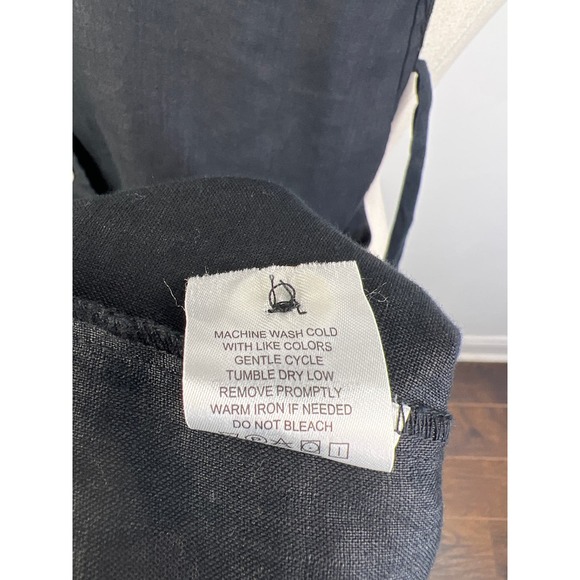 MACHINE WASH COLD
WITH LIKE COLORS
GENTLE CYCLE
TUMBLE DRY LOW
REMOVE PROMPTLY
WARM IRON IF NEEDED
DO NOT BLEACH
M